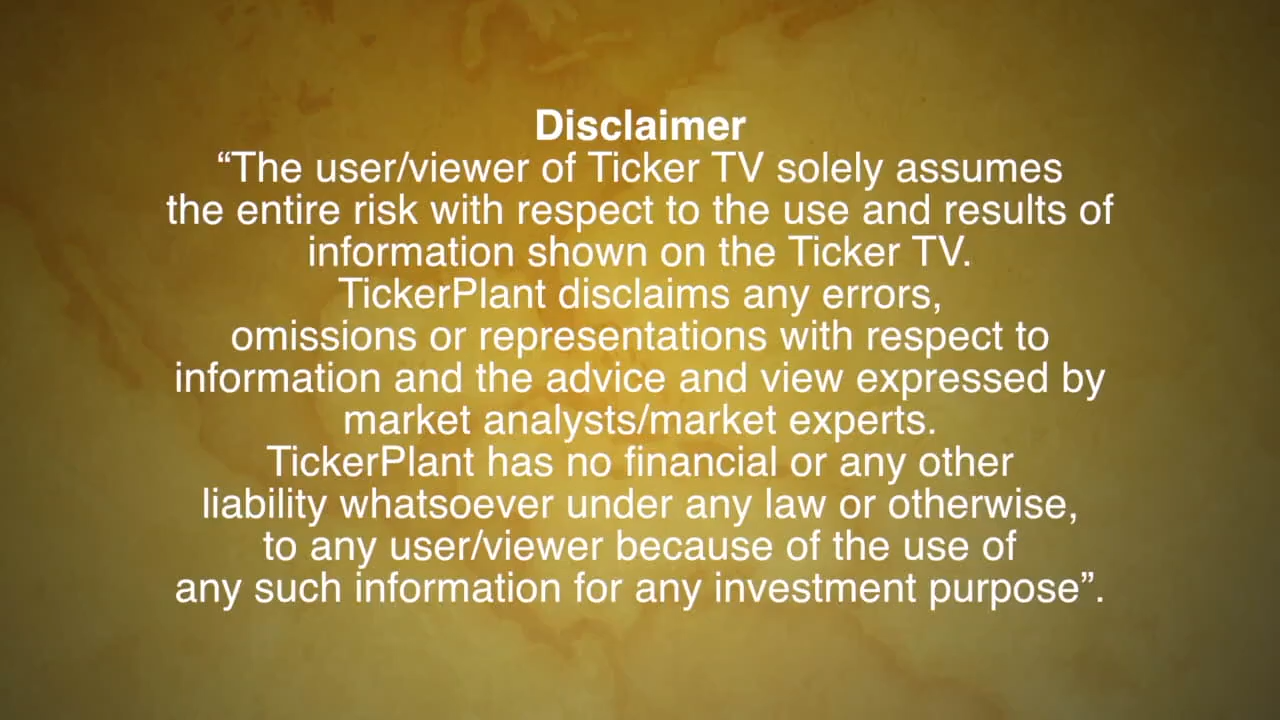 Disclaimer
“The user/viewer of Ticker TV solely assumes
the entire risk with respect to the use and results of
information shown on the Ticker TV.
TickerPlant disclaims any errors,
omissions or representations with respect to
information and the advice and view expressed by
market analysts/market experts.
TickerPlant has no financial or any other
liability whatsoever under any law or otherwise,
to any user/viewer because of the use of
any such information for any investment purpose”.